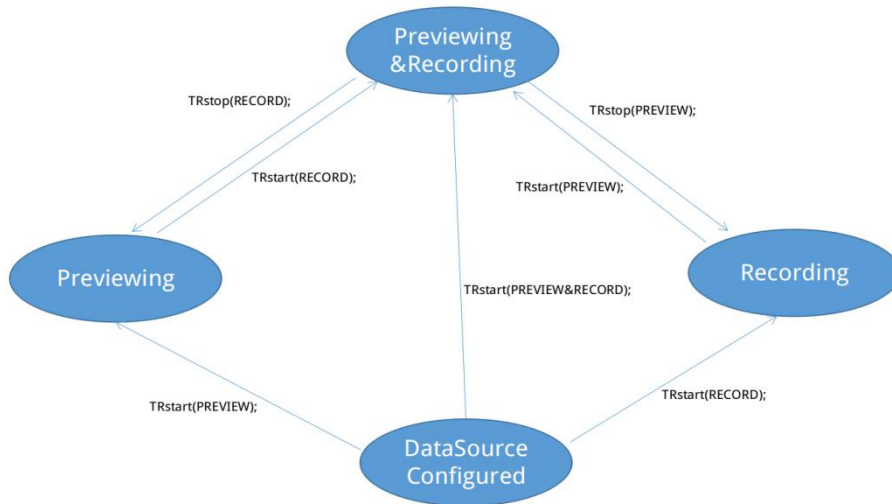 Previewing
&Recording
TRstop(RECORD);
TRstop(PREVIEW);
TRstart(RECORD);
TRstart(PREVIEW);
Previewing
Recording
TRstart(PREVIEW&RECORD);
TRstart(PREVIEW);
TRstart(RECORD);
DataSource
Configured